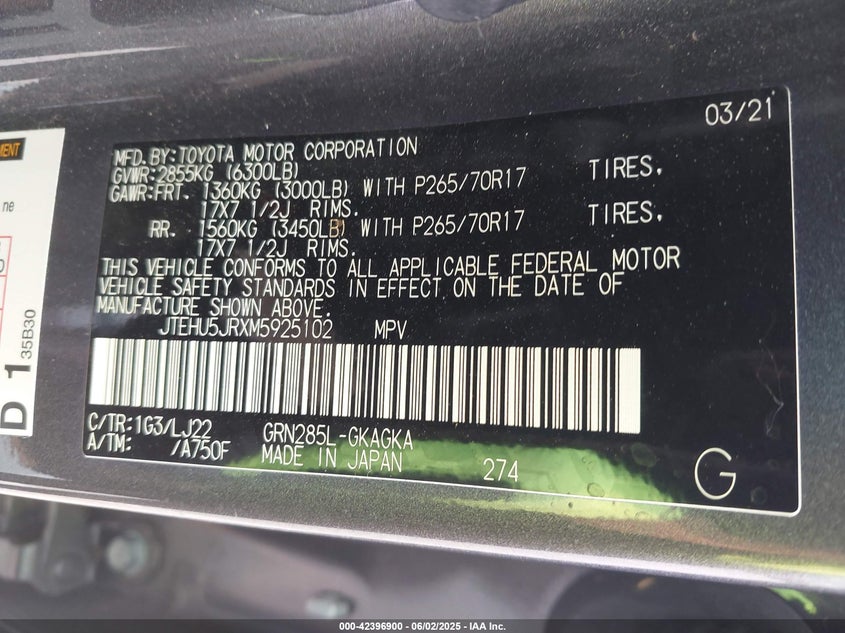 MENT
ne
D 1
35B30
03/21
MFD.BY:TOYOTA MOTOR CORPORATION
GVWR:2855KG (6300LB)
GAWR:FRT. 1360KG (3000LB) WITH P265/70R17 TIRES,
17X7 1/2J RIMS.
RR. 1560KG (3450LB) WITH P265/70R17 TIRES,
17X7 1/2J RIMS.
THIS VEHICLE CONFORMS TO ALL APPLICABLE FEDERAL MOTOR
VEHICLE SAFETY STANDARDS IN EFFECT ON THE DATE OF
MANUFACTURE SHOWN ABOVE.
JTEHU5JRXM5925102 MPV
C/TR:1G3/LJ22 GRN285L-GKAGKA
A/TM: /A750F MADE IN JAPAN 274
G
000-42396900 - 06/02/2025 - IAA Inc.